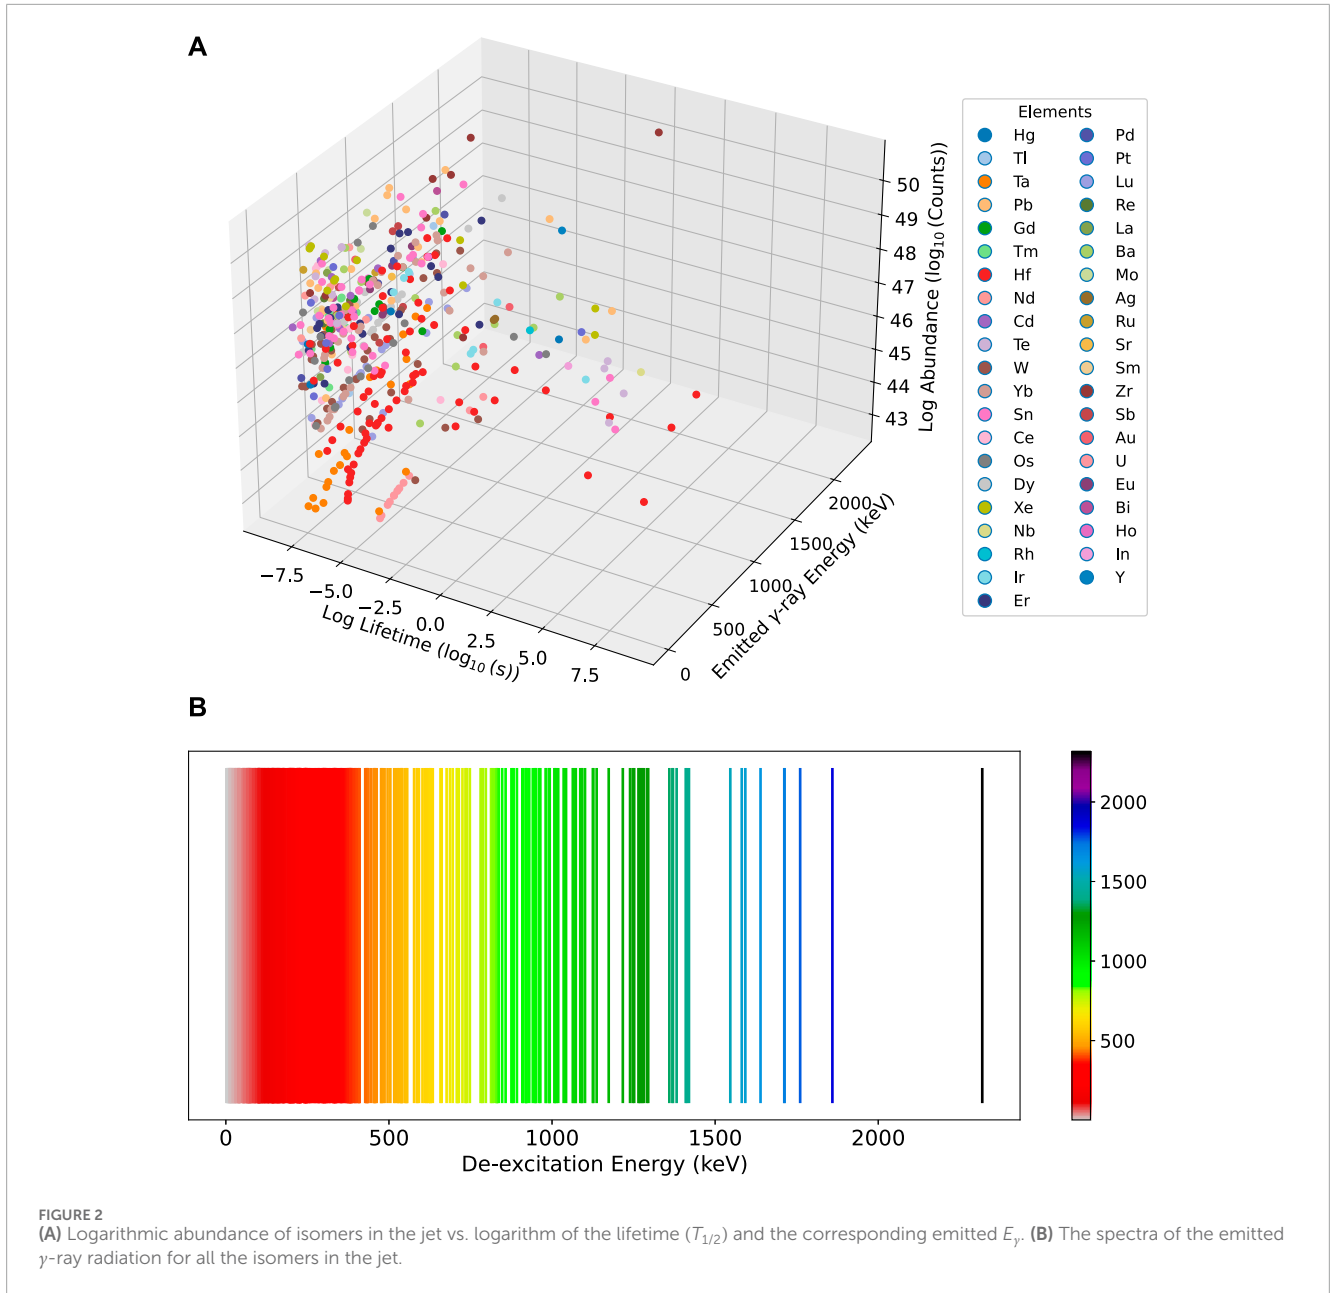 A
Elements
Hg Pd
Tl Pt
Ta Lu
Pb Re
Gd La
Tm Ba
Hf Mo
Nd Ag
Cd Ru
Te Sr
W Sm
Yb Zr
Sn Sb
Ce Au
Os U
Dy Eu
Xe Bi
Nb Ho
Rh In
Ir Y
Er
50
49
48
47
46
45
44
43
Log Abundance (log10 (Counts))
2000
1500
1000
500
0
Emitted γ-ray Energy (keV)
−7.5
−5.0
−2.5
0.0
2.5
5.0
7.5
Log Lifetime (log10 (s))
B
2000
1500
1000
500
0 500 1000 1500 2000
De-excitation Energy (keV)
FIGURE 2
(A) Logarithmic abundance of isomers in the jet vs. logarithm of the lifetime (T1/2) and the corresponding emitted Eγ. (B) The spectra of the emitted
γ-ray radiation for all the isomers in the jet.